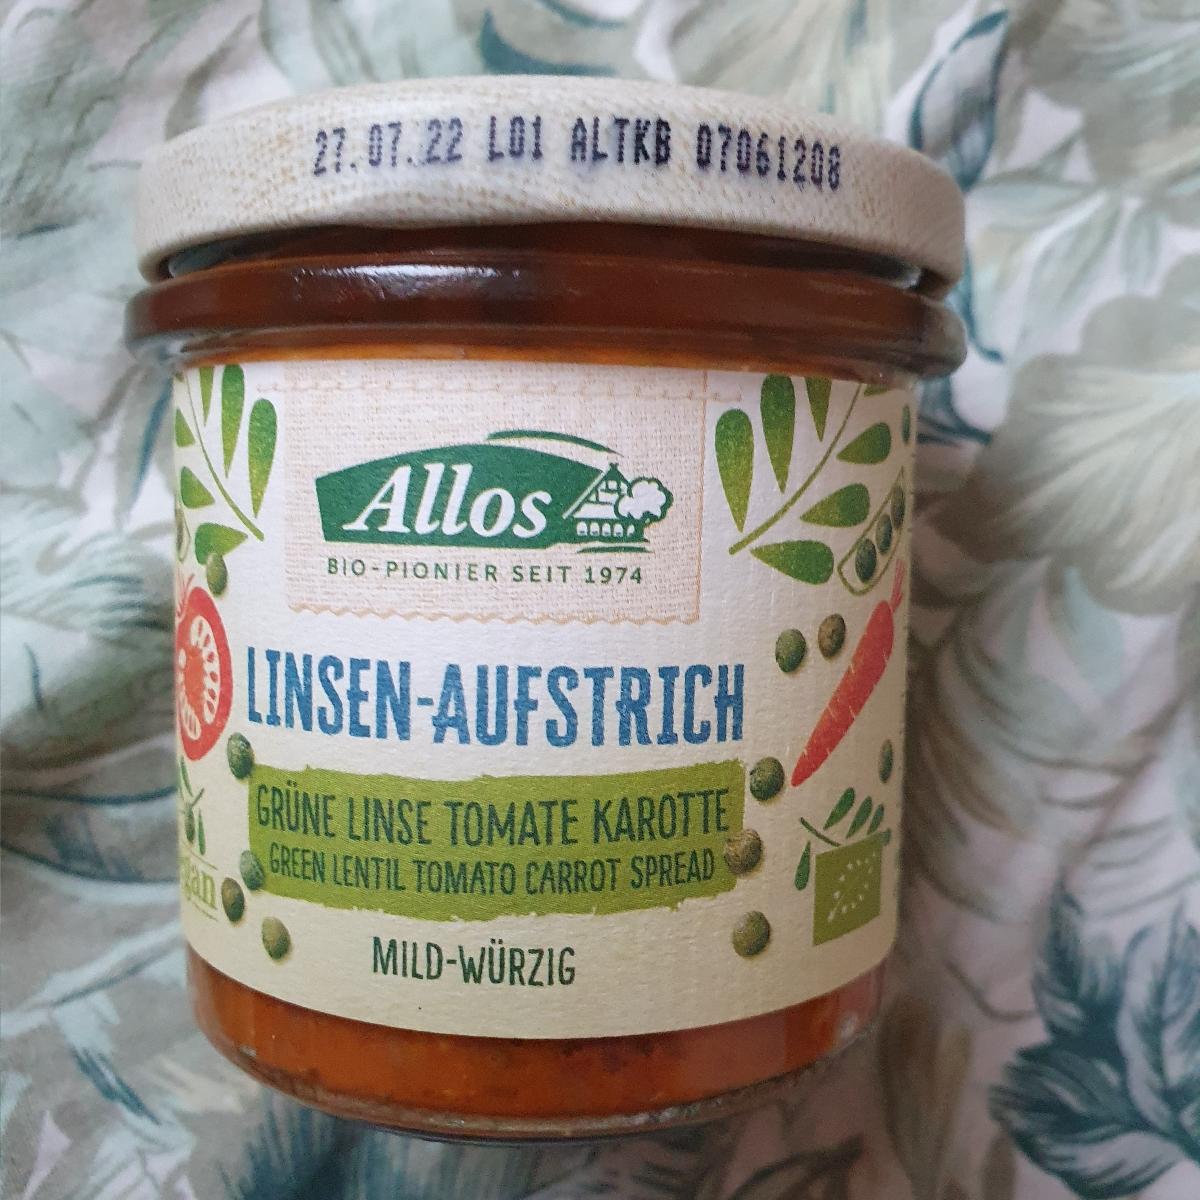 27.07.22 L01 ALTKB 07061208
Allos
BIO-PIONIER SEIT 1974
LINSEN-AUFSTRICH
GRÜNE LINSE TOMATE KAROTTE
GREEN LENTIL TOMATO CARROT SPREAD
MILD-WÜRZIG